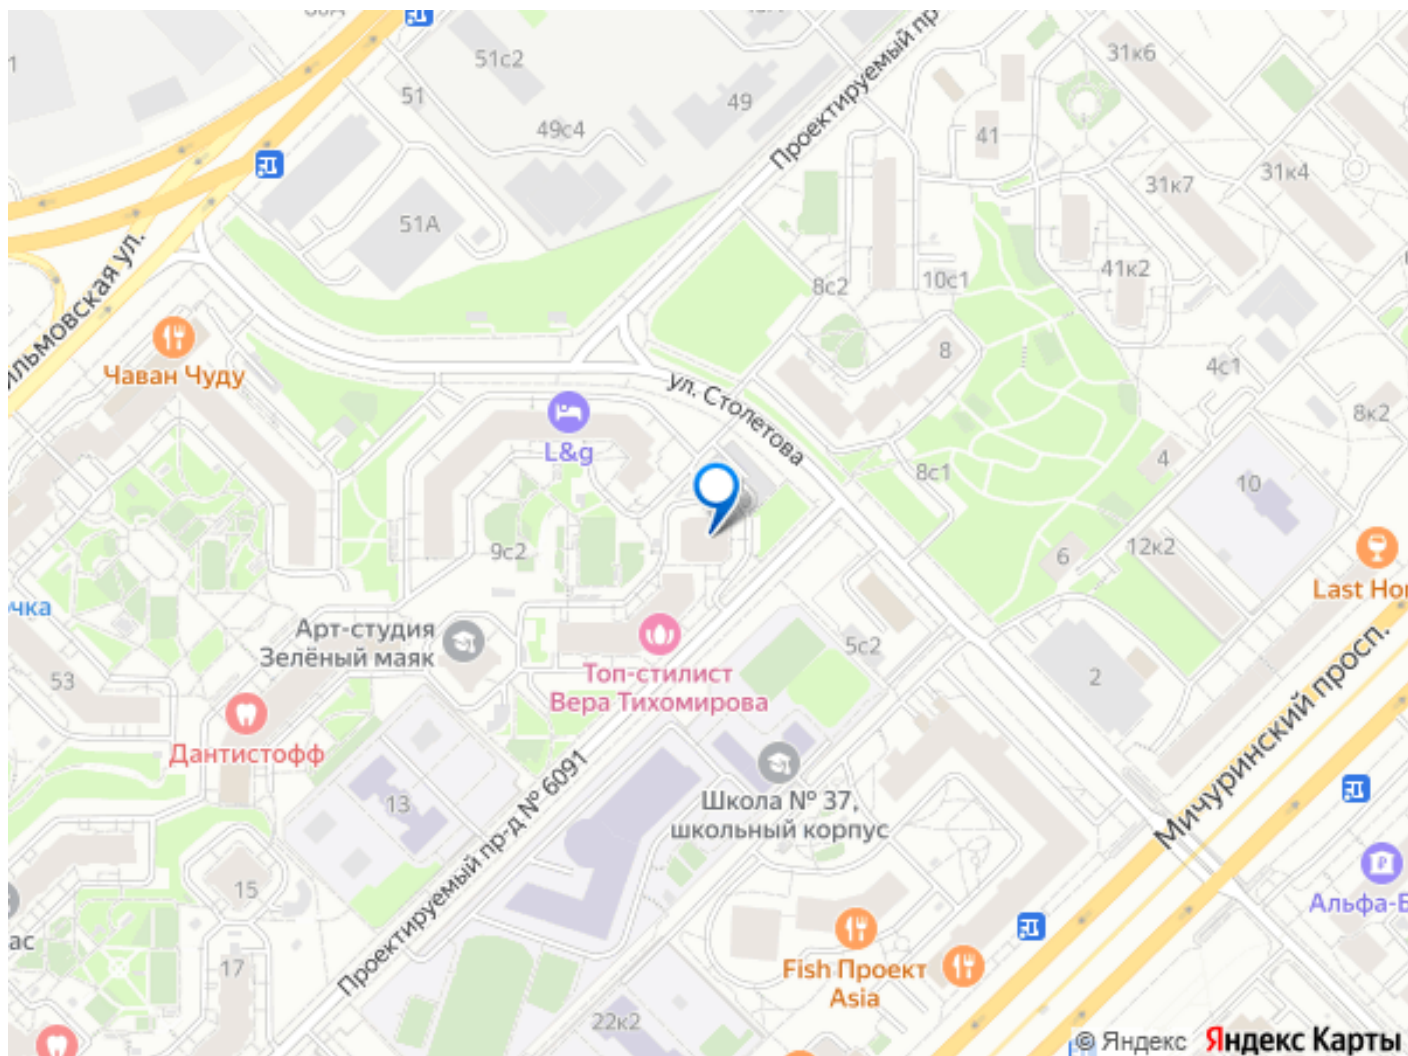 51с2
31к6
51
49
Проектируемый пр
49с4
41
31к7
31к4
51А
41к2
8с2
10с1
ильмовская ул.
Чаван Чуду
8
4с1
ул. Столетова
8к2
L&g
4
8с1
10
9с2
12к2
6
Last Hor
чка
Арт-студия
Зелёный маяк
5с2
53
2
Топ-стилист
Вера Тихомирова
Мичуринский просп.
Дантистофф
13
Проектируемый пр-д № 6091
Школа № 37,
школьный корпус
15
Альфа-Б
ас
17
Fish Проект
Asia
22к2
© Яндекс Яндекс Карты